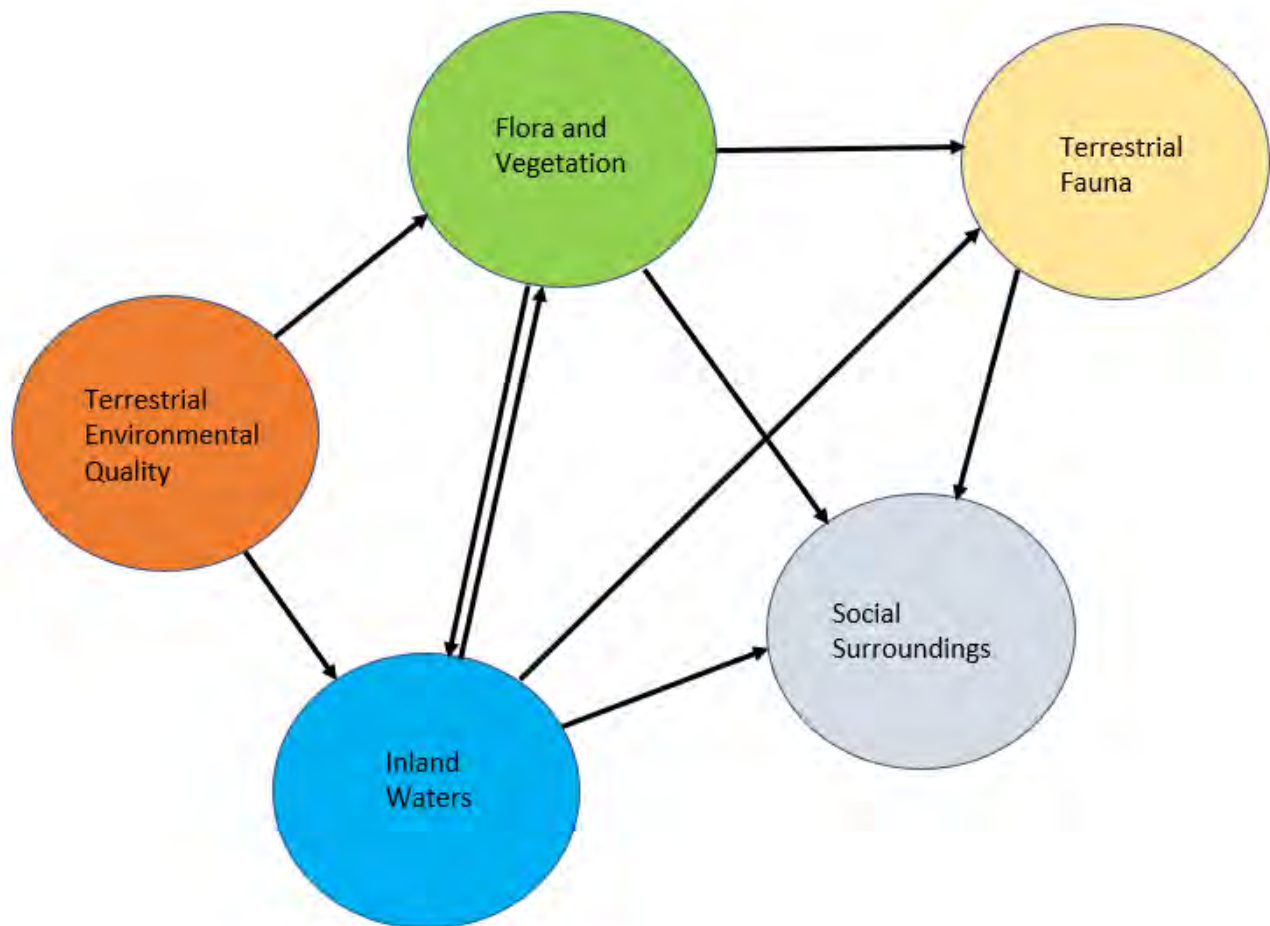 Flora and
Vegetation
Terrestrial
Fauna
Terrestrial
Environmental
Quality
Social
Surroundings
Inland
Waters